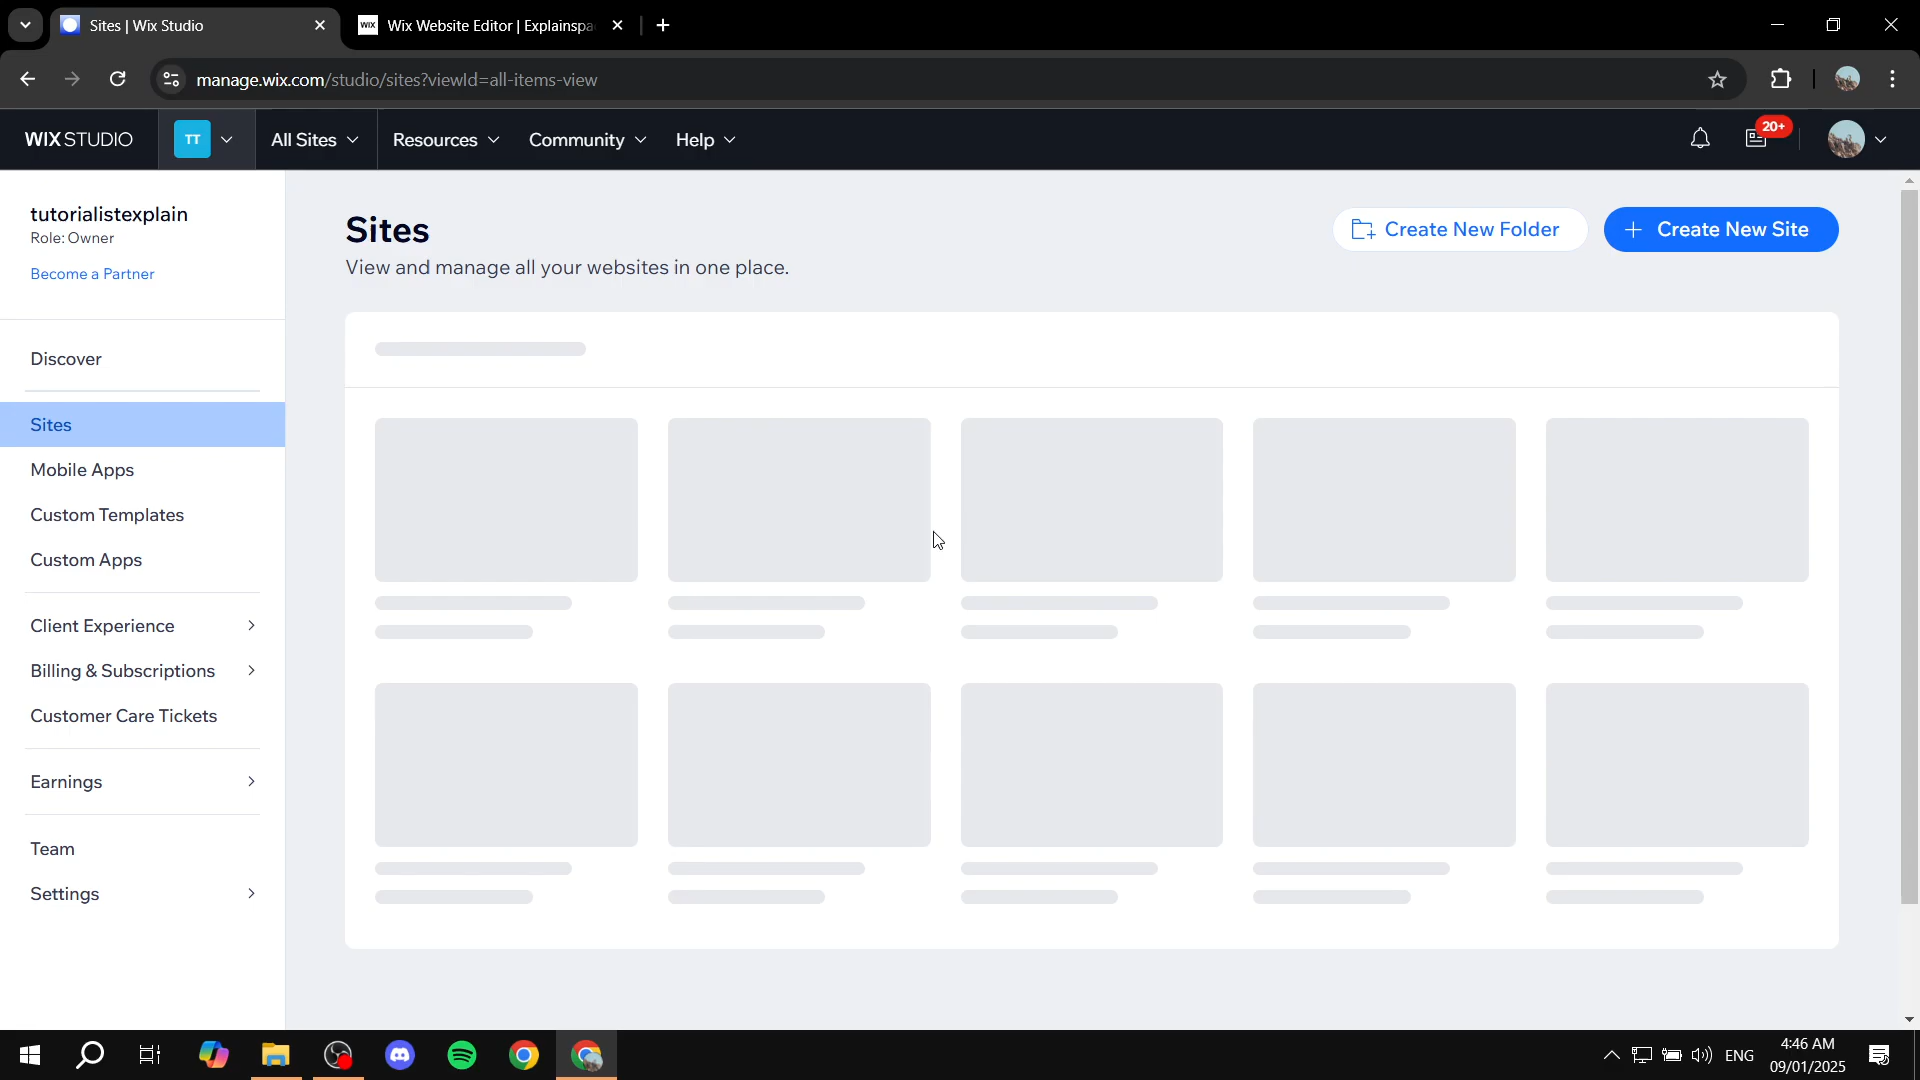 Sites | Wix Studio
WIX
Wix Website Editor | Explainspa
manage.wix.com/studio/sites?viewId=all-items-view
WIX STUDIO
TT
All Sites
Resources
Community
Help
20+
tutorialistexplain
Role: Owner
Become a Partner
Discover
Sites
Mobile Apps
Custom Templates
Custom Apps
Client Experience
Billing & Subscriptions
Customer Care Tickets
Earnings
Team
Settings
Sites
View and manage all your websites in one place.
Create New Folder
Create New Site
ENG
4:46 AM
09/01/2025